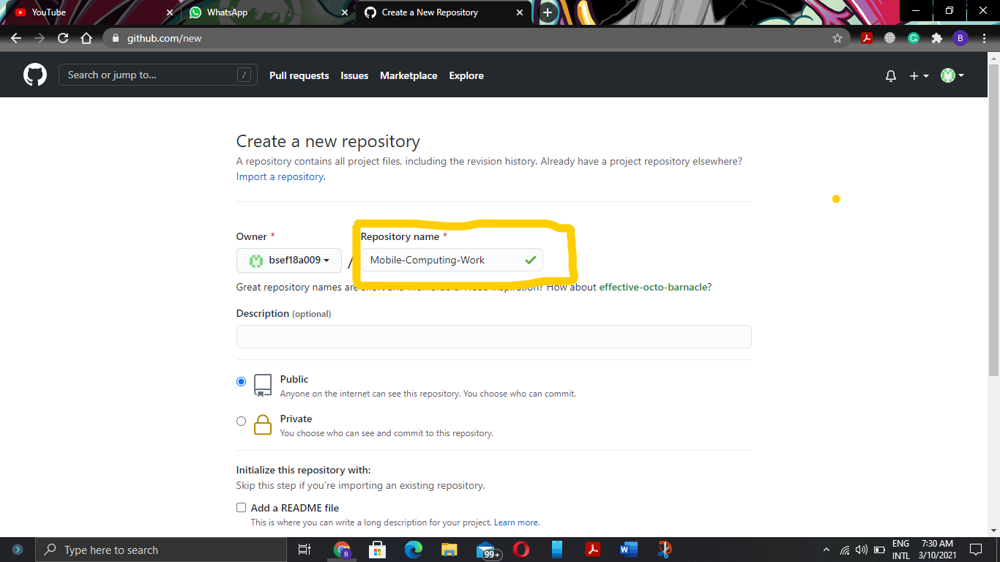 YouTube
WhatsApp
Create a New Repository
github.com/new
B
Search or jump to...
/
Pull requests
Issues
Marketplace
Explore
Create a new repository
A repository contains all project files, including the revision history. Already have a project repository elsewhere?
Import a repository.
Owner *
Repository name *
bsef18a009
/
Mobile-Computing-Work
Great repository names are short and memorable. Need inspiration? How about effective-octo-barnacle?
Description (optional)
Public
Anyone on the internet can see this repository. You choose who can commit.
Private
You choose who can see and commit to this repository.
Initialize this repository with:
Skip this step if you're importing an existing repository.
Add a README file
This is where you can write a long description for your project. Learn more.
Type here to search
B
99+
ENG
INTL
7:30 AM
3/10/2021